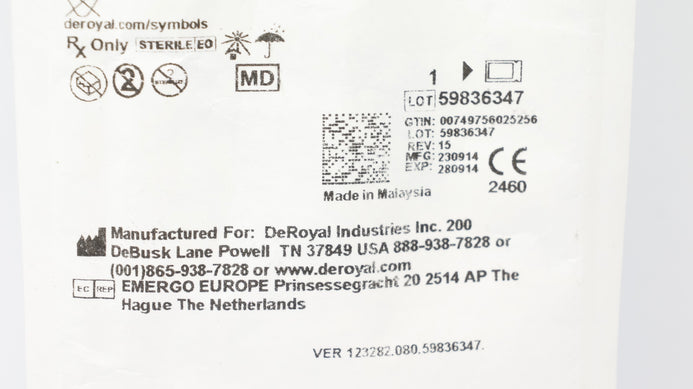 deroyal.com/symbols
Rx Only STERILE EO
MD
1
LOT 59836347
GTIN: 00749756025256
LOT: 59836347
REV: 15
MFG: 230914
EXP: 280914
CE
2460
Made in Malaysia
Manufactured For: DeRoyal Industries Inc. 200
DeBusk Lane Powell TN 37849 USA 888-938-7828 or
(001)865-938-7828 or www.deroyal.com
EC REP EMERGO EUROPE Prinsessegracht 20 2514 AP The
Hague The Netherlands
VER 123282.080.59836347.